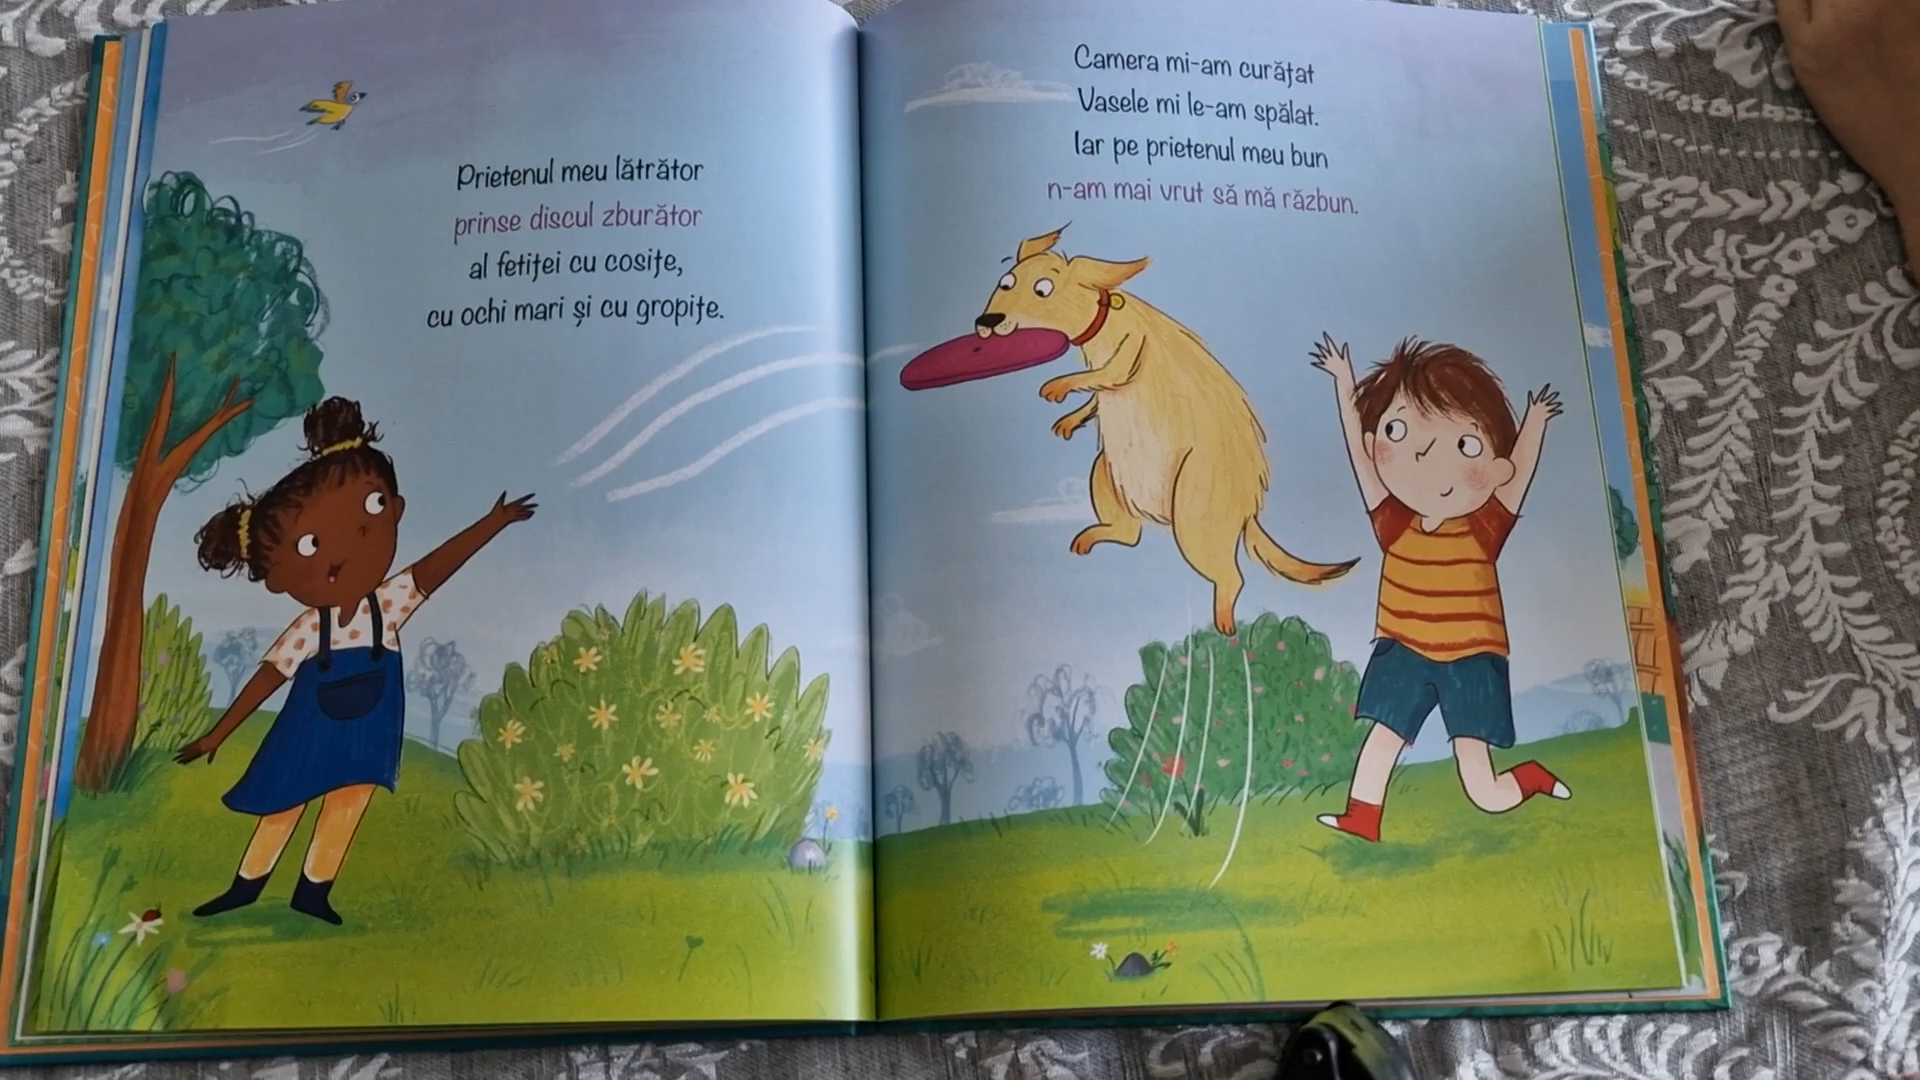 Prietenul meu lătrător
prinse discul zburător
al fetiței cu cosițe,
cu ochi mari și cu gropițe.
Camera mi-am curățat
Vasele mi le-am spălat.
Iar pe prietenul meu bun
n-am mai vrut să mă răzbun.